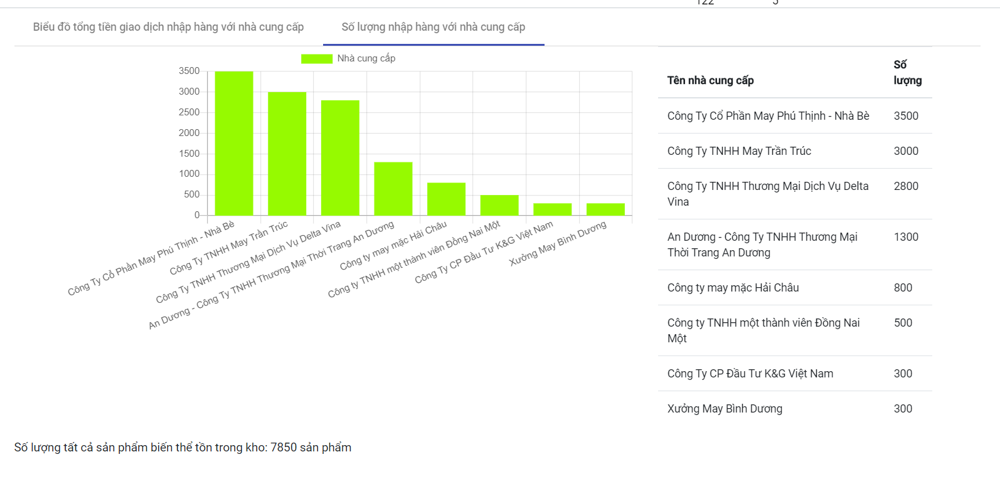 122 5
Biểu đồ tổng tiền giao dịch nhập hàng với nhà cung cấp
Số lượng nhập hàng với nhà cung cấp
Nhà cung cấp
3500
3000
2500
2000
1500
1000
500
0
Công Ty Cổ Phần May Phú Thịnh - Nhà Bè
Công Ty TNHH May Trần Trúc
Công Ty TNHH Thương Mại Dịch Vụ Delta Vina
An Dương - Công Ty TNHH Thương Mại Thời Trang An Dương
Công ty may mặc Hải Châu
Công ty TNHH một thành viên Đồng Nai Một
Công Ty CP Đầu Tư K&G Việt Nam
Xưởng May Bình Dương
Số
Tên nhà cung cấp lượng
Công Ty Cổ Phần May Phú Thịnh - Nhà Bè 3500
Công Ty TNHH May Trần Trúc 3000
Công Ty TNHH Thương Mại Dịch Vụ Delta 2800
Vina
An Dương - Công Ty TNHH Thương Mại 1300
Thời Trang An Dương
Công ty may mặc Hải Châu 800
Công ty TNHH một thành viên Đồng Nai 500
Một
Công Ty CP Đầu Tư K&G Việt Nam 300
Xưởng May Bình Dương 300
Số lượng tất cả sản phẩm biến thể tồn trong kho: 7850 sản phẩm